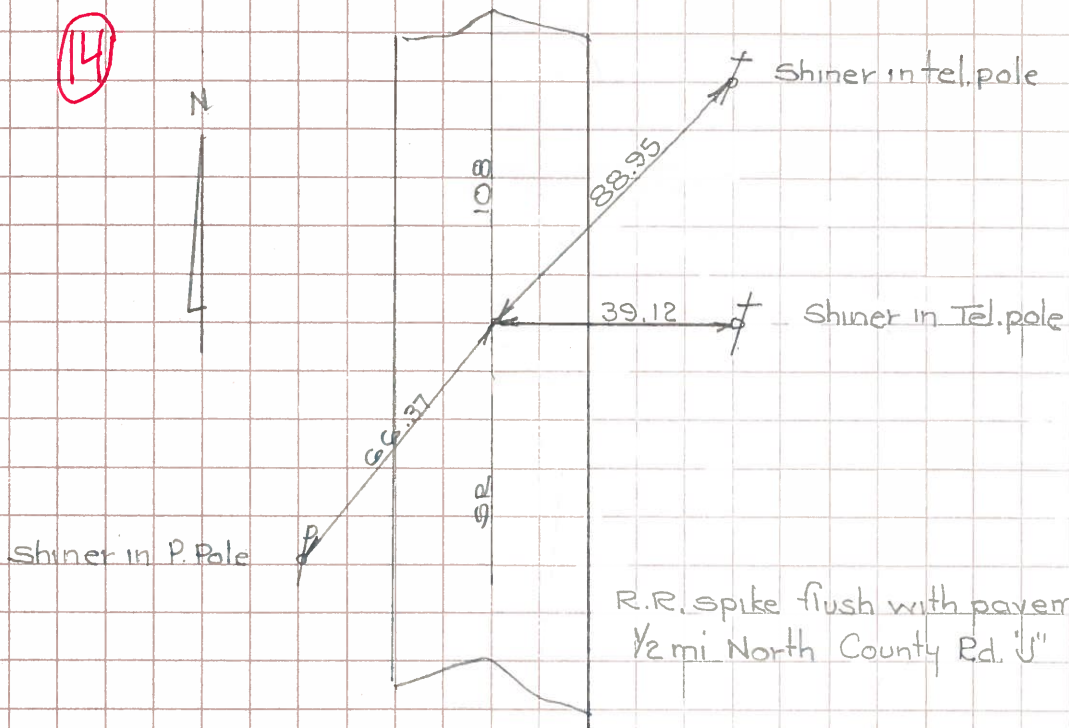 14
N
Shiner in tel. pole
108
88.95
39.12
Shiner in Tel. pole
66.37
Shiner in P. Pole
P
R.R. spike flush with pavem
1/2 mi North County Rd. "J"